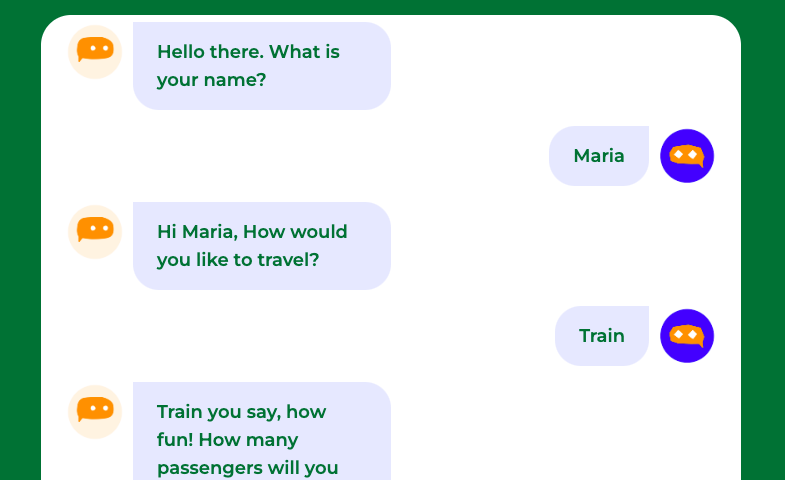 Hello there. What is
your name?
Maria
Hi Maria, How would
you like to travel?
Train
Train you say, how
fun! How many
passengers will you